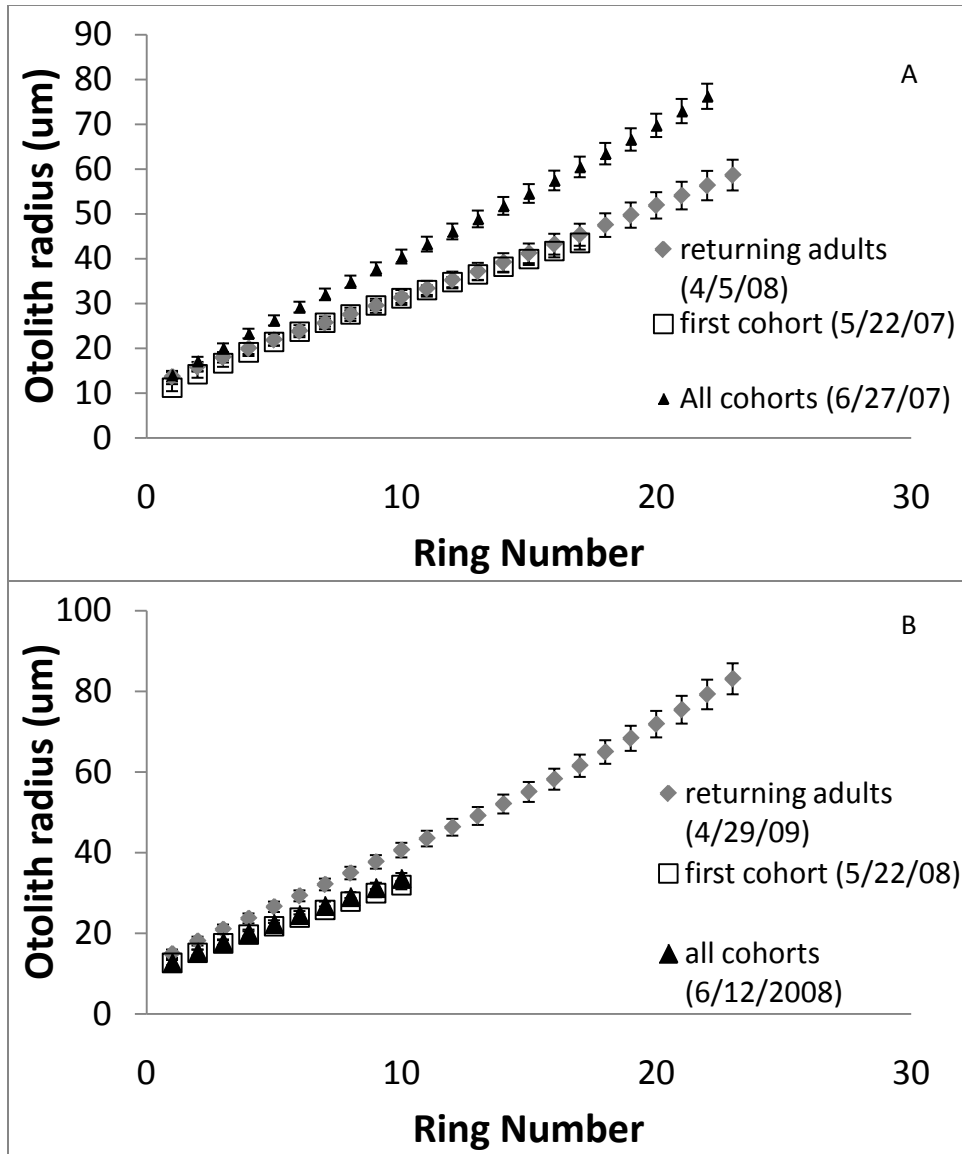 A
90
80
70
60
50
40
30
20
10
0
Otolith radius (um)
returning adults
(4/5/08)
first cohort (5/22/07)
All cohorts (6/27/07)
0 10 20 30
Ring Number
B
100
80
60
40
20
0
Otolith radius (um)
returning adults
(4/29/09)
first cohort (5/22/08)
all cohorts
(6/12/2008)
0 10 20 30
Ring Number